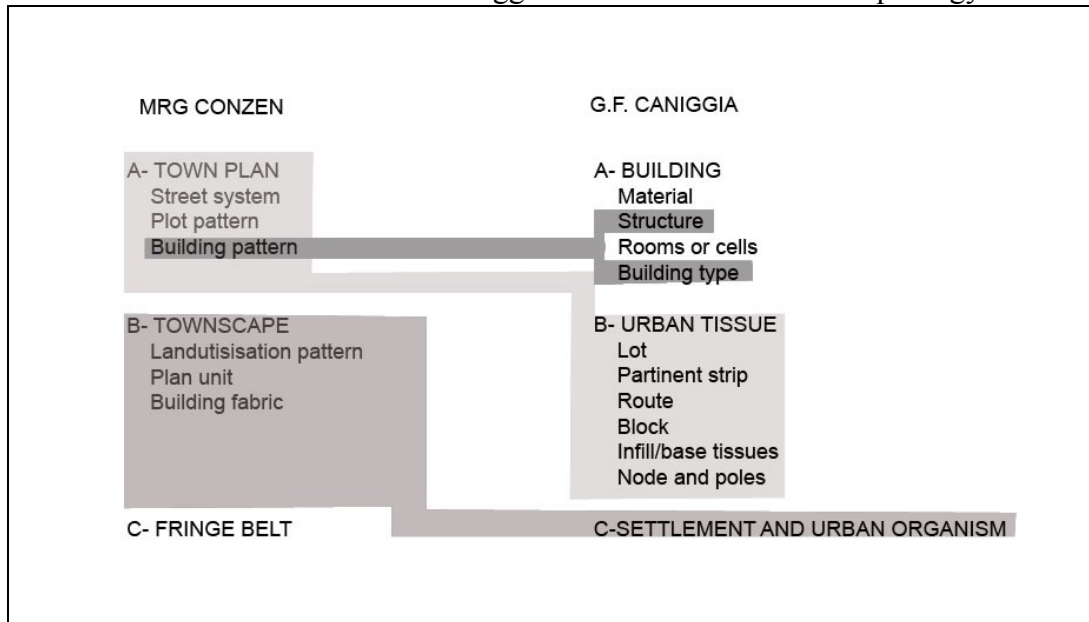 MRG CONZEN
A- TOWN PLAN
Street system
Plot pattern
Building pattern
B- TOWNSCAPE
Landutisisation pattern
Plan unit
Building fabric
C- FRINGE BELT
G.F. CANIGGIA
A- BUILDING
Material
Structure
Rooms or cells
Building type
B- URBAN TISSUE
Lot
Partinent strip
Route
Block
Infill/base tissues
Node and poles
C-SETTLEMENT AND URBAN ORGANISM